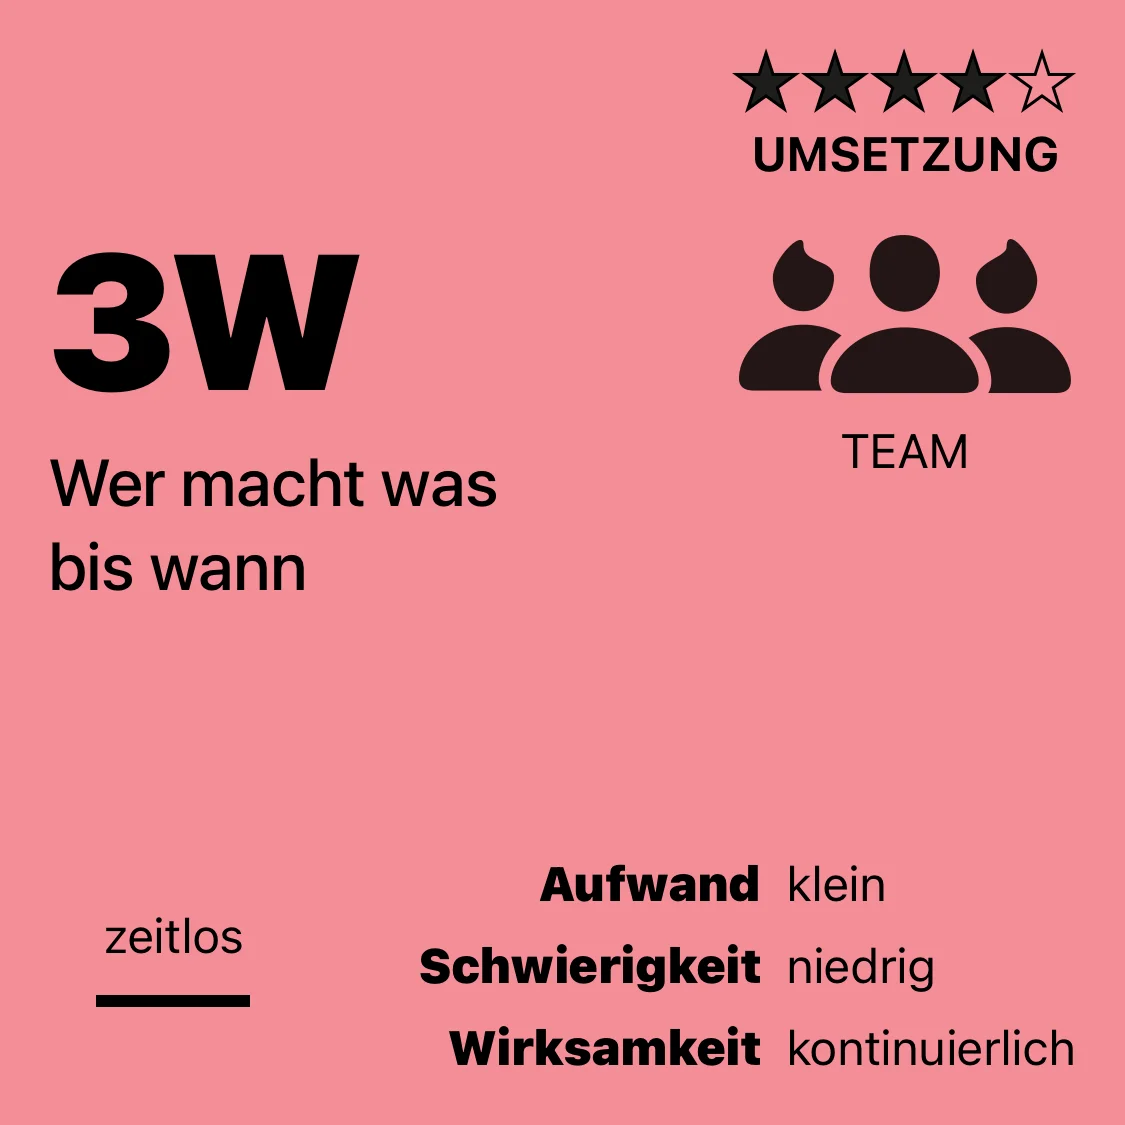 UMSETZUNG
3W
TEAM
Wer macht was
bis wann
zeitlos
Aufwand klein
Schwierigkeit niedrig
Wirksamkeit kontinuierlich